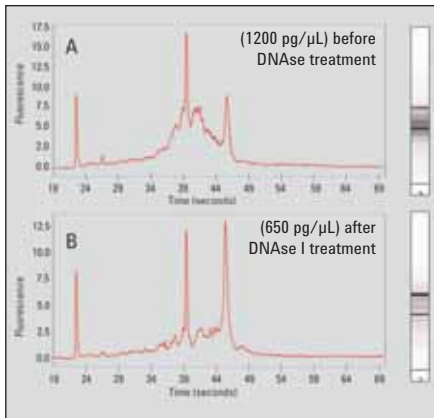 17.5
15.0
12.5
10.0
7.5
5.0
2.5
0.0
Fluorescence
A
(1200 pg/µL) before
DNAse treatment
19 24 29 34 39 44 49 54 59 64 69
Time (seconds)
12.5
10.0
7.5
5.0
2.5
0.0
Fluorescence
B
(650 pg/µL) after
DNAse I treatment
19 24 29 34 39 44 49 54 59 64 69
Time (seconds)